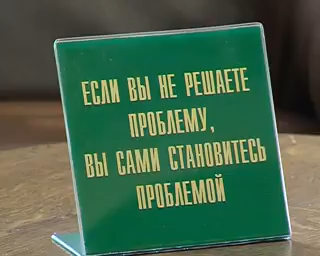 ЕСЛИ ВЫ НЕ РЕШАЕТЕ
ПРОБЛЕМУ,
ВЫ САМИ СТАНОВИТЕСЬ
ПРОБЛЕМОЙ